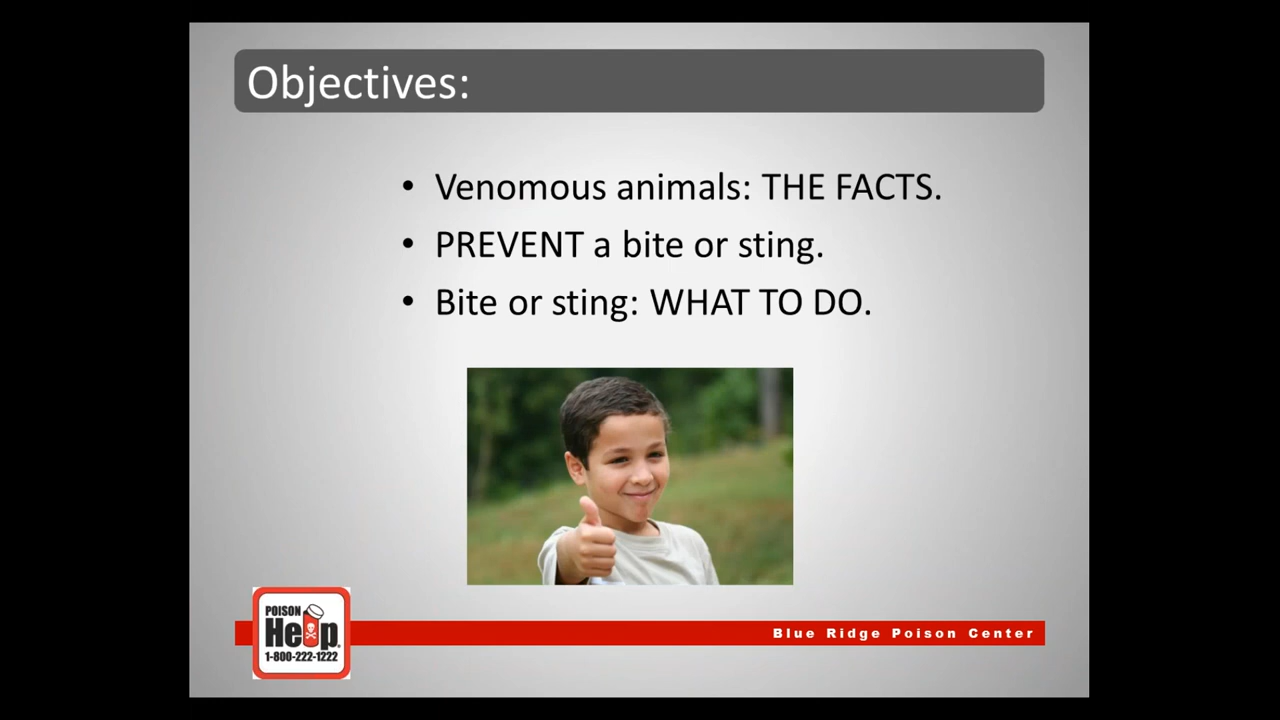 Objectives:
• Venomous animals: THE FACTS.
• PREVENT a bite or sting.
• Bite or sting: WHAT TO DO.
POISON
Help®
1-800-222-1222
Blue Ridge Poison Center